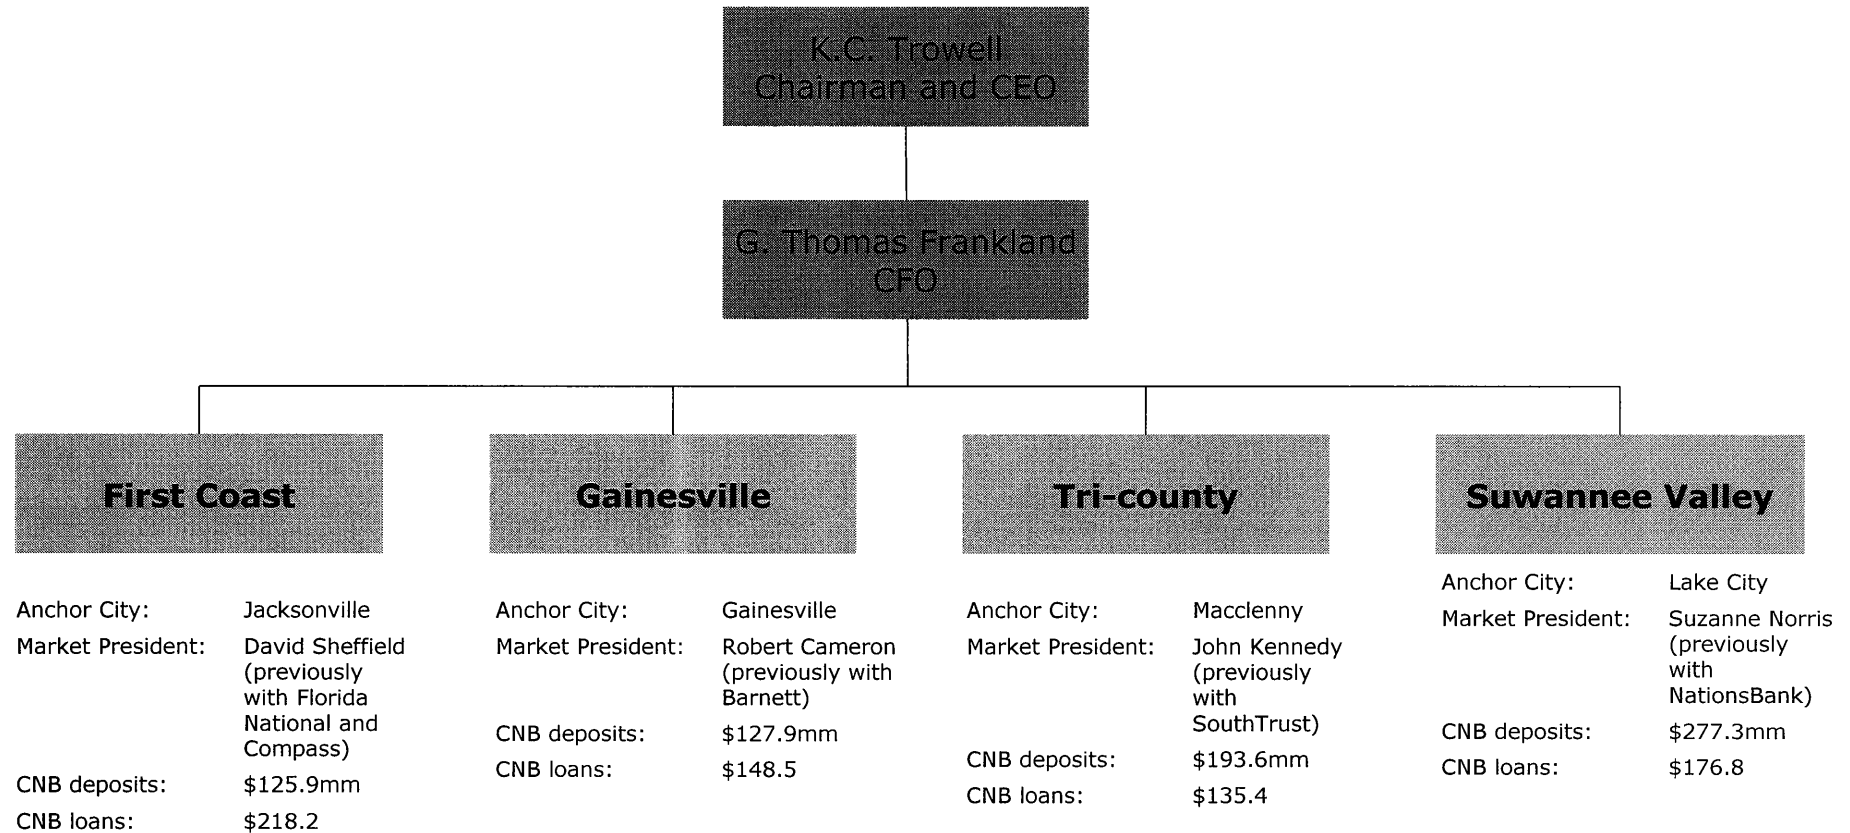 K.C. Trowell
Chairman and CEO
G. Thomas Frankland
CFO
First Coast
Anchor City: Jacksonville
Market President: David Sheffield
(previously
with Florida
National and
Compass)
CNB deposits: $125.9mm
CNB loans: $218.2
Gainesville
Anchor City: Gainesville
Market President: Robert Cameron
(previously with
Barnett)
CNB deposits: $127.9mm
CNB loans: $148.5
Tri-county
Anchor City: Macclenny
Market President: John Kennedy
(previously
with
SouthTrust)
CNB deposits: $193.6mm
CNB loans: $135.4
Suwannee Valley
Anchor City: Lake City
Market President: Suzanne Norris
(previously
with
NationsBank)
CNB deposits: $277.3mm
CNB loans: $176.8